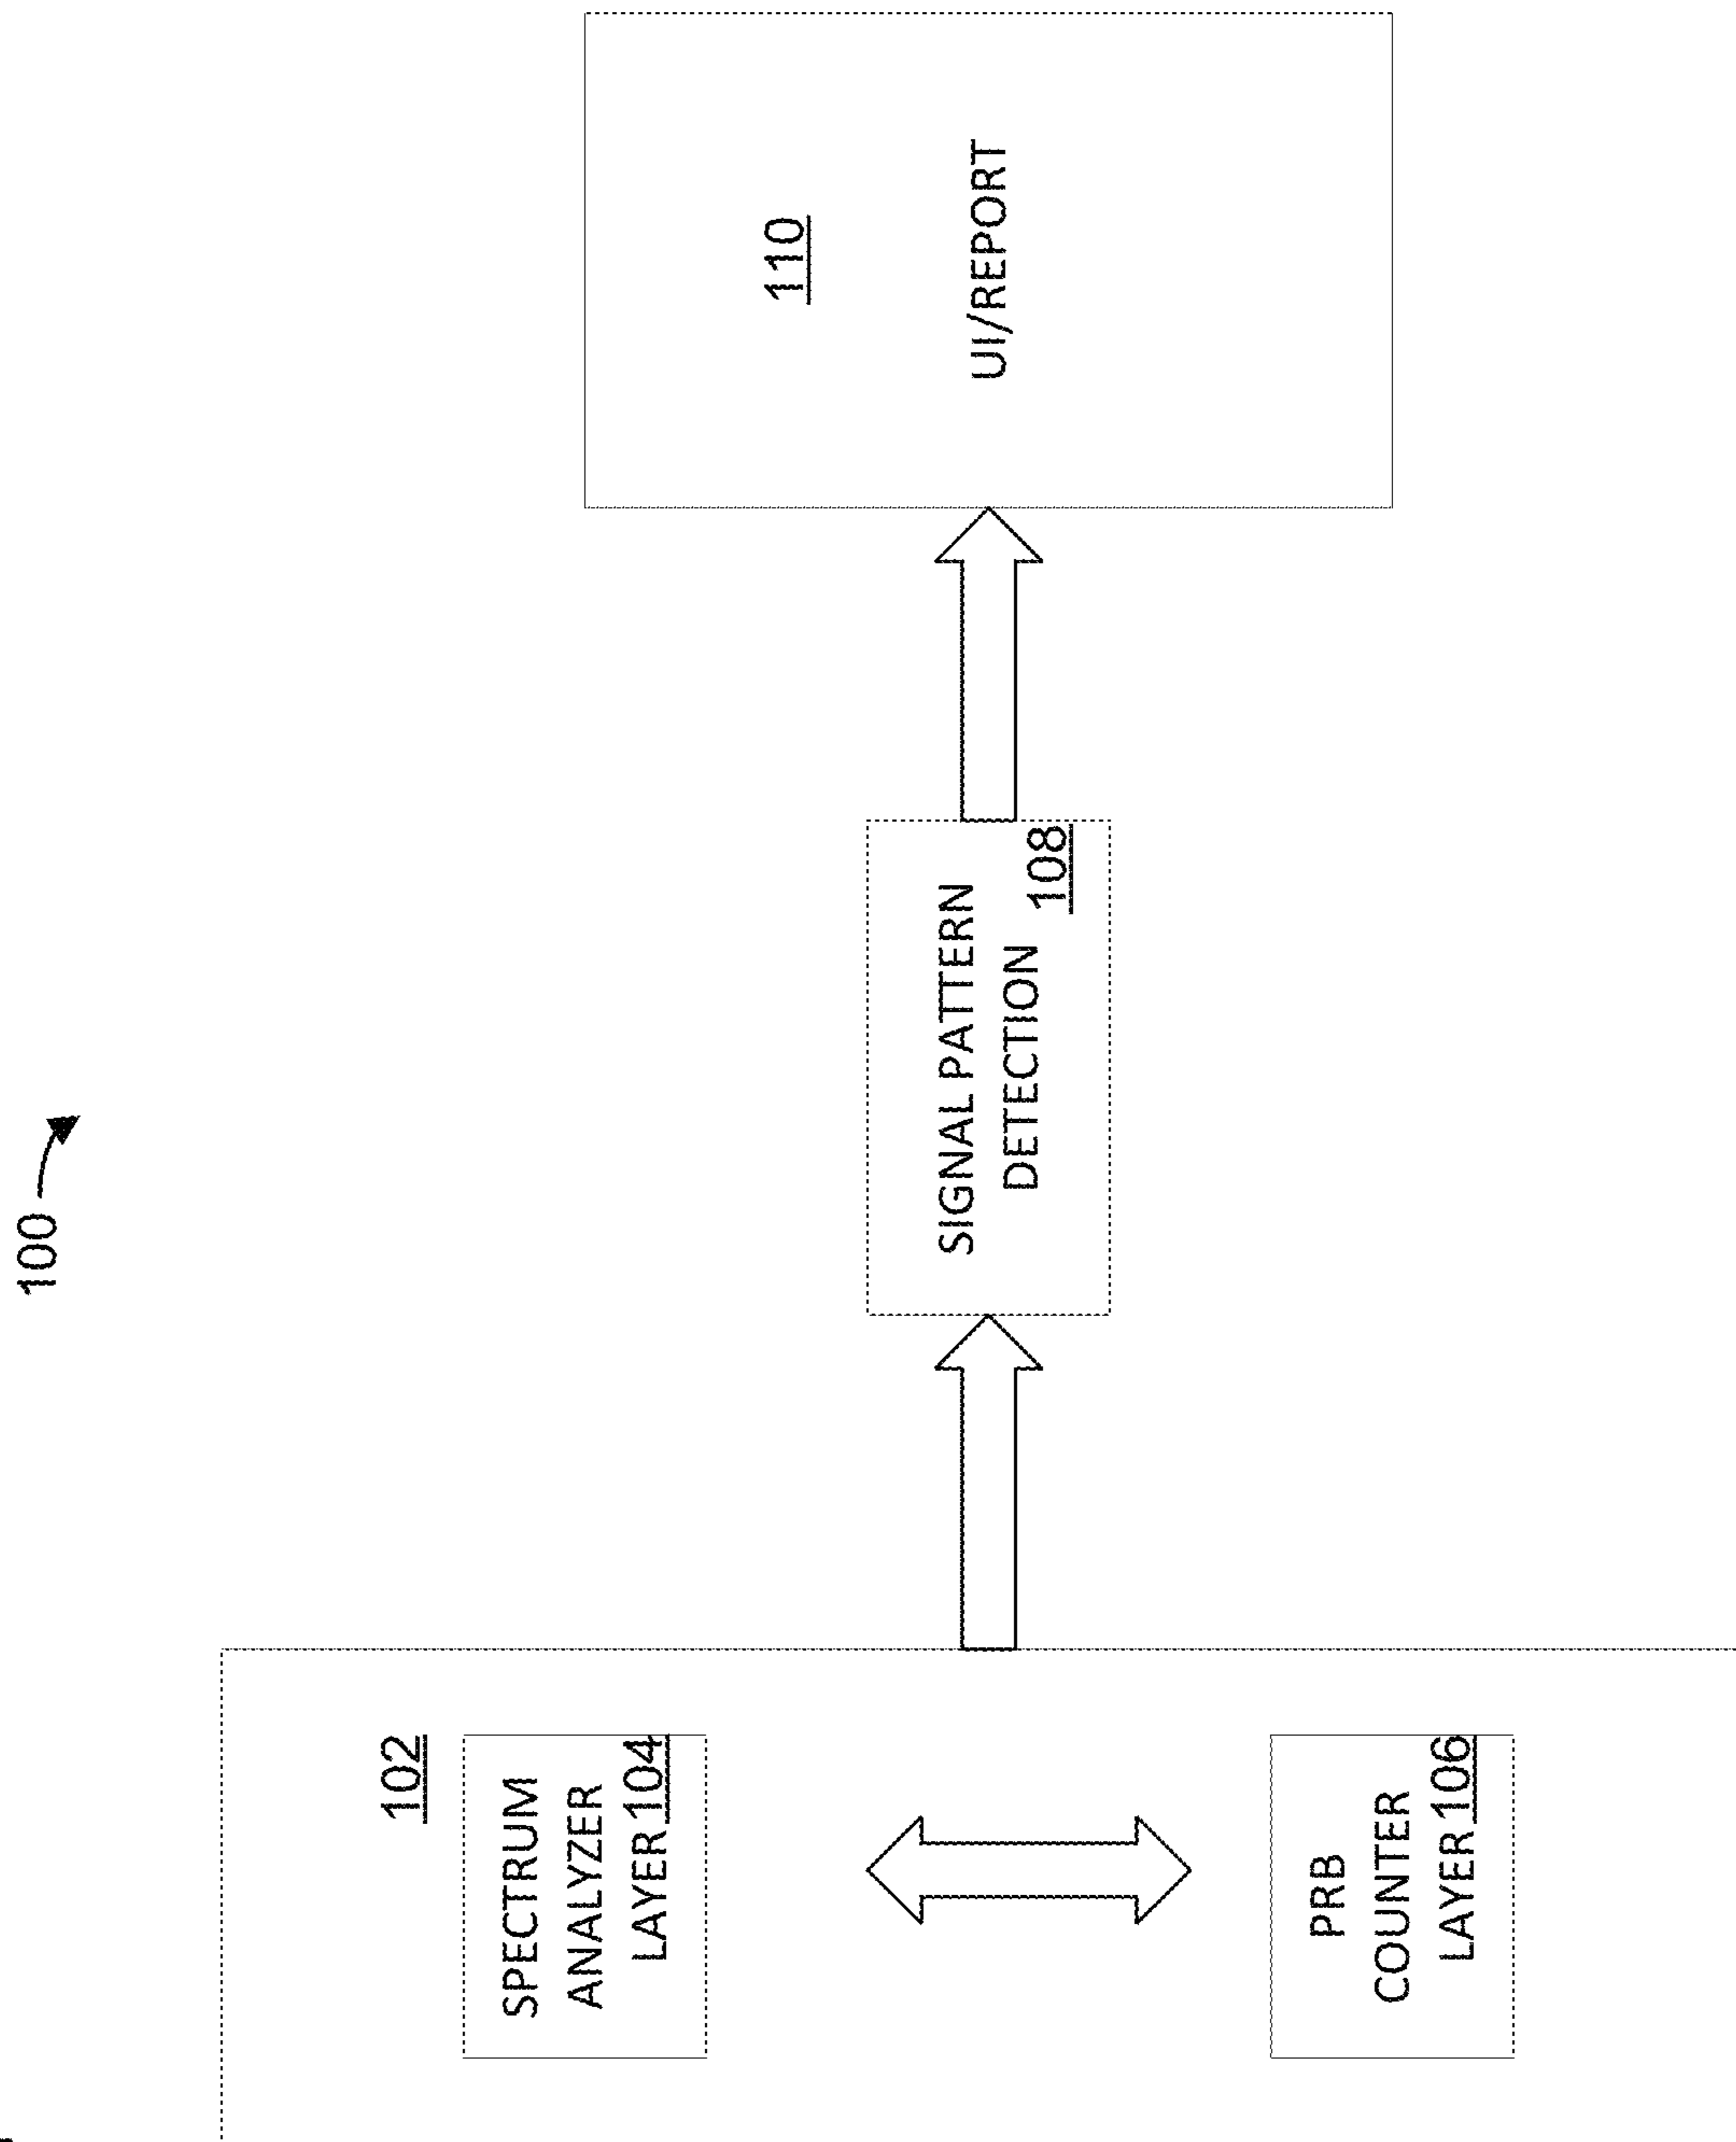 100
102
SPECTRUM
ANALYZER
LAYER 104
PRB
COUNTER
LAYER 106
SIGNAL PATTERN
DETECTION 108
110
UI/REPORT